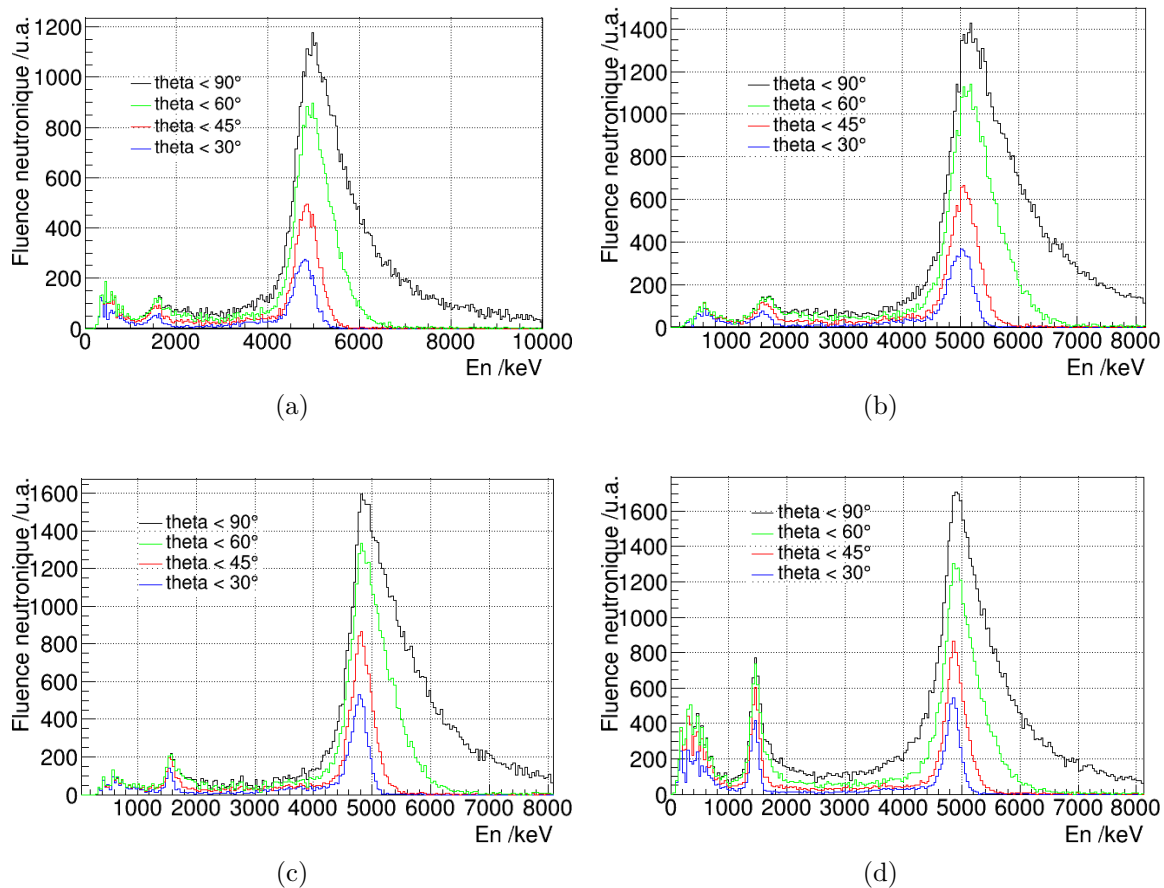 Fluence neutronique /u.a.
1200
1000
800
600
400
200
0
theta < 90°
theta < 60°
theta < 45°
theta < 30°
0 2000 4000 6000 8000 10000
En /keV
(a)
Fluence neutronique /u.a.
1400
1200
1000
800
600
400
200
0
theta < 90°
theta < 60°
theta < 45°
theta < 30°
0 1000 2000 3000 4000 5000 6000 7000 8000
En /keV
(b)
Fluence neutronique /u.a.
1600
1400
1200
1000
800
600
400
200
0
theta < 90°
theta < 60°
theta < 45°
theta < 30°
1000 2000 3000 4000 5000 6000 7000 8000
En /keV
(c)
Fluence neutronique /u.a.
1600
1400
1200
1000
800
600
400
200
0
theta < 90°
theta < 60°
theta < 45°
theta < 30°
0 1000 2000 3000 4000 5000 6000 7000 8000
En /keV
(d)